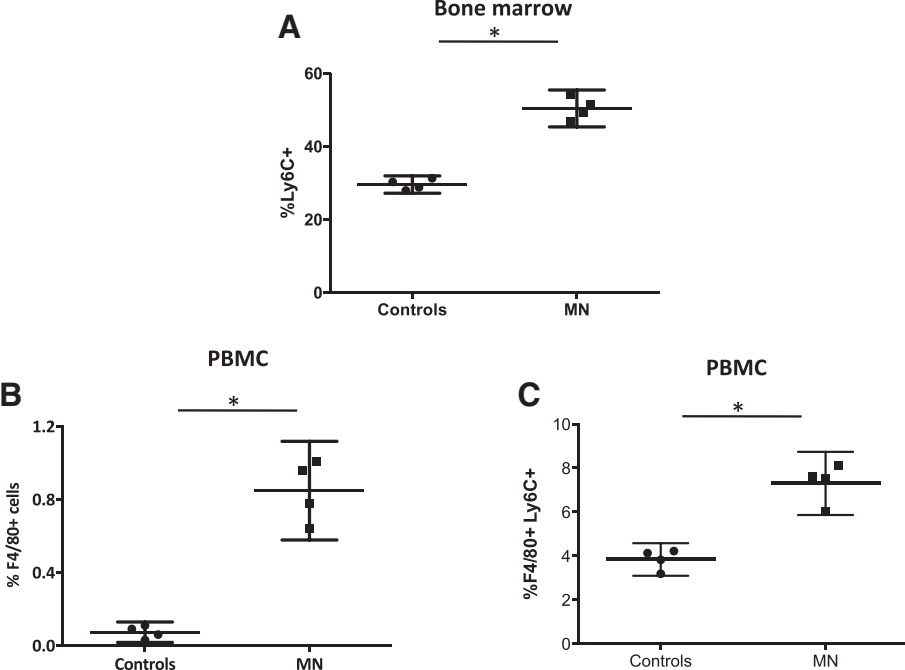 A
Bone marrow
*
60
40
20
0
%Ly6C+
Controls MN
B
PBMC
*
1.2
0.8
0.4
0.0
% F4/80+ cells
Controls MN
C
PBMC
*
10
8
6
4
2
0
%F4/80+ Ly6C+
Controls MN